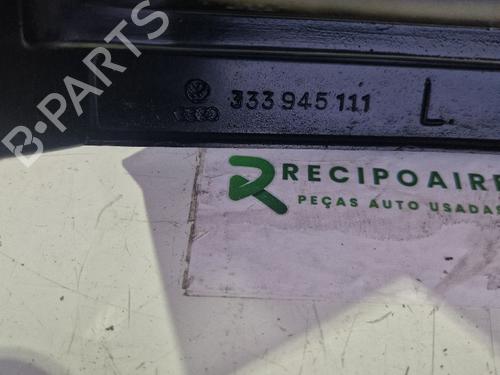 333 945 111 L.
B-PARTS
RECIPOAIRE
PEÇAS AUTO USADAS